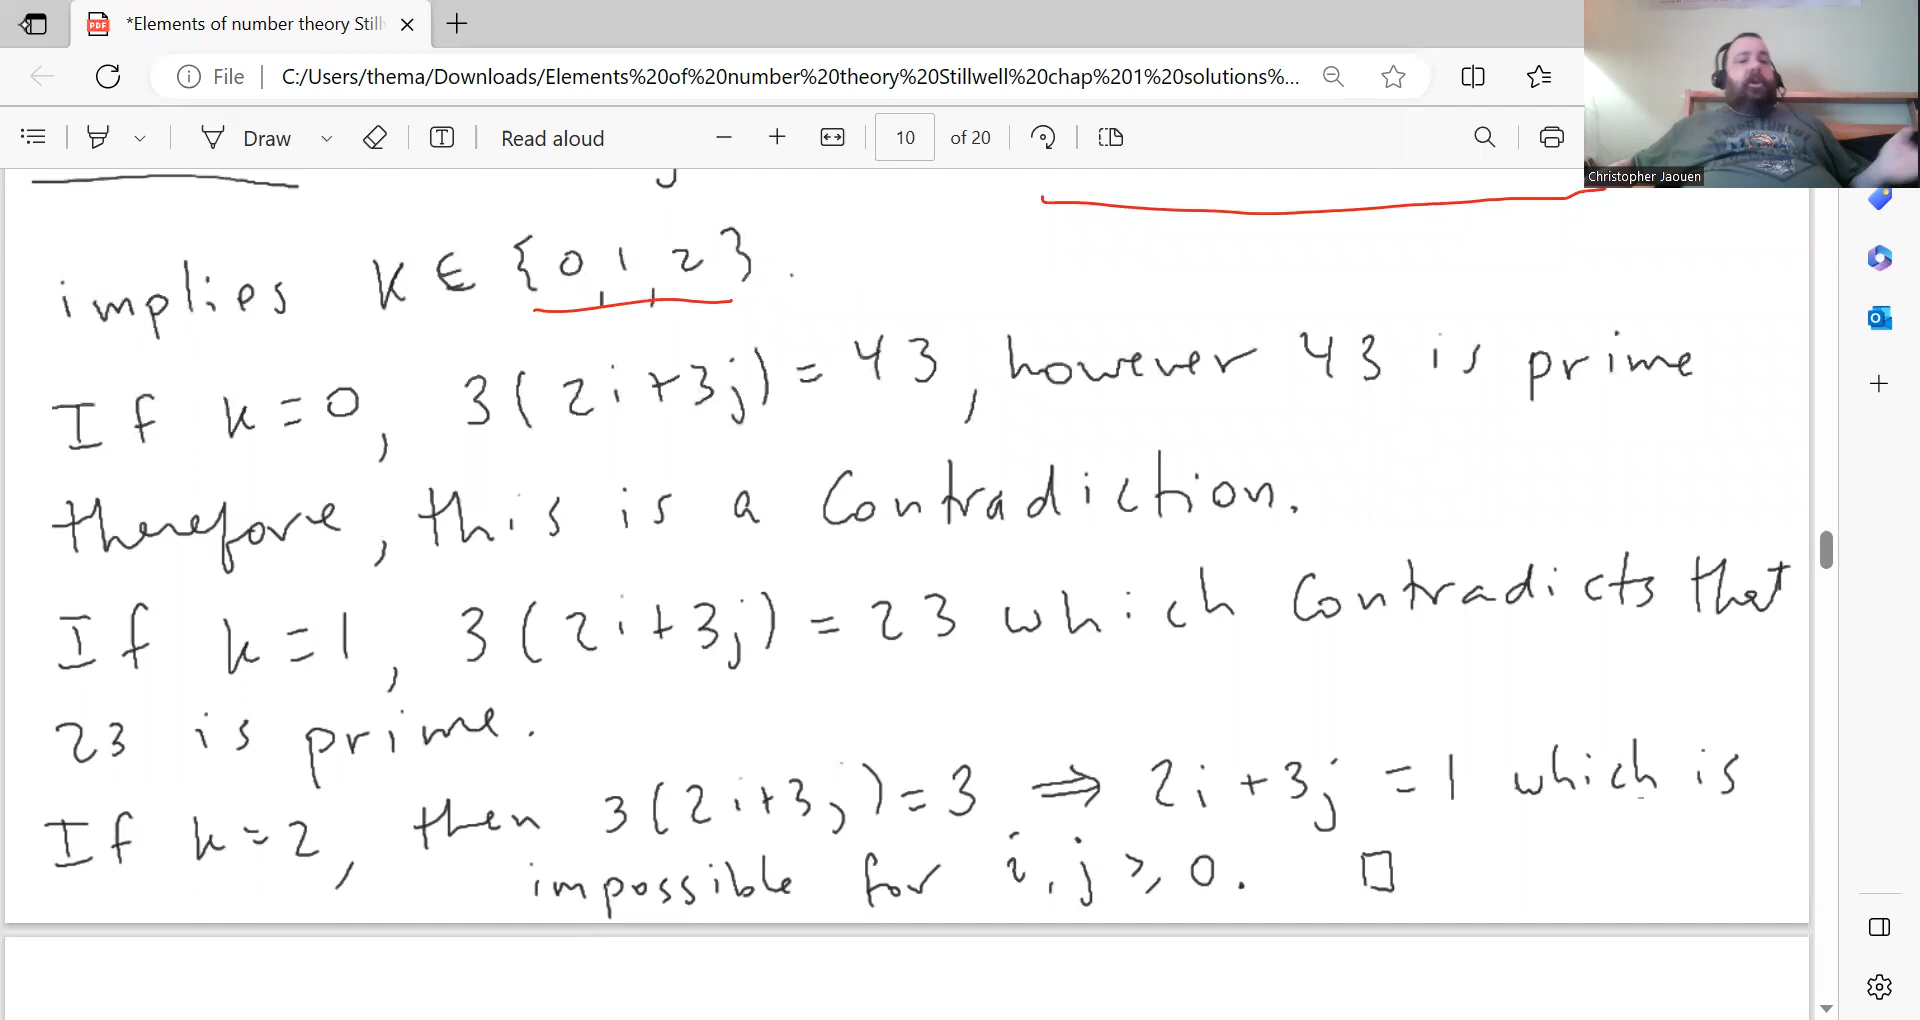 *Elements of number theory Still
File
C:/Users/thema/Downloads/Elements%20of%20number%20theory%20Stillwell%20chap%201%20solutions%...
Draw
Read aloud
10
of 20
Christopher Jaouen
implies K ∈ {0, 1, 2}.
If k=0, 3(2i+3j) = 43, however 43 is prime
therefore, this is a Contradiction.
If k=1, 3(2i+3j) = 23 which Contradicts that
23 is prime.
If k=2, then 3(2i+3j)=3 ⟹ 2i+3j = 1 which is
impossible for i, j ⩾ 0. □